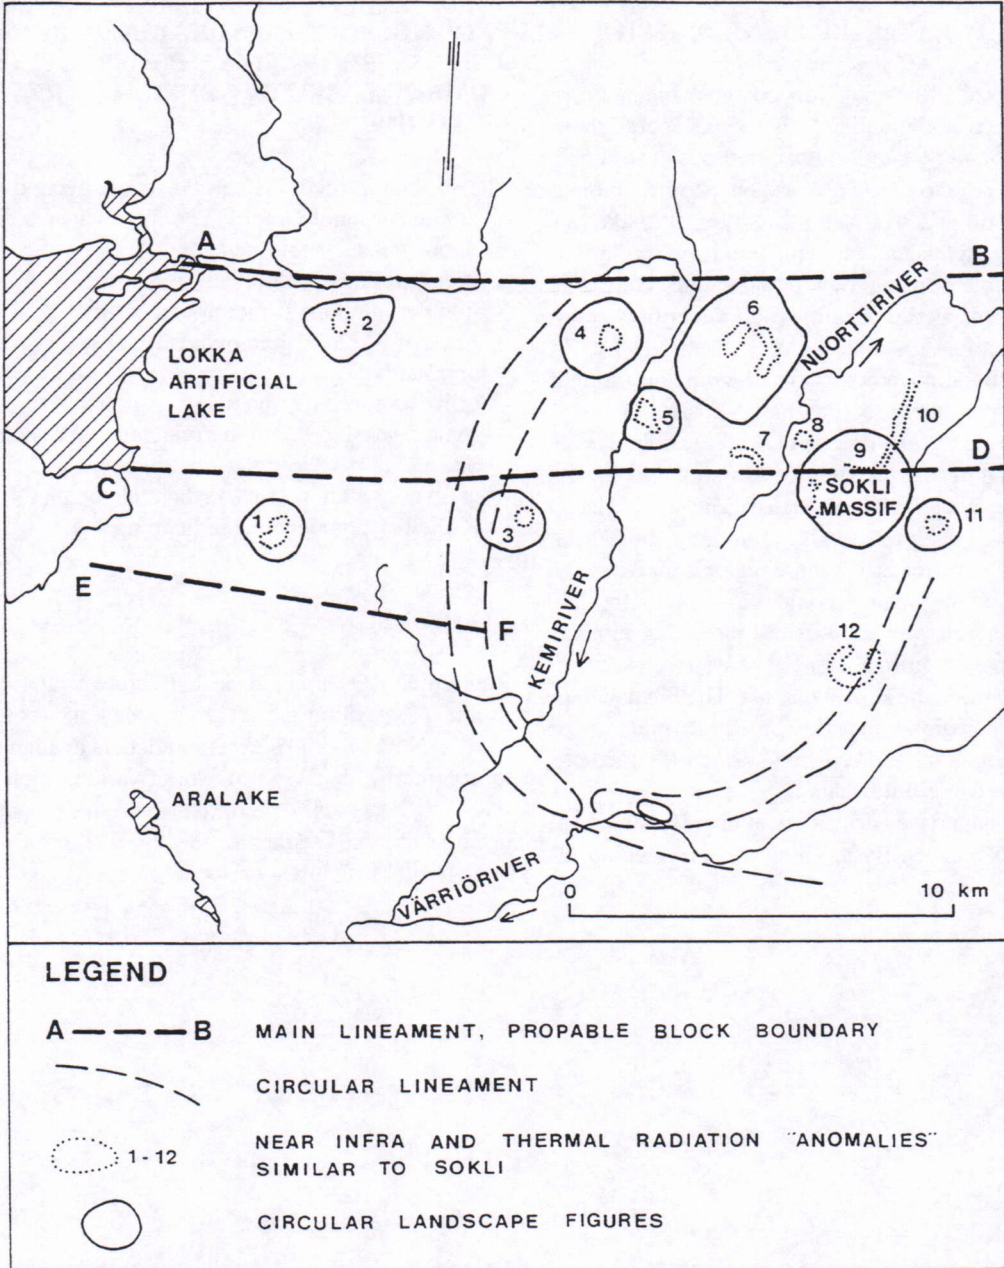 A
B
2
4
6
NUORTTIRIVER
LOKKA
ARTIFICIAL
LAKE
5
7
8
10
9
C
D
SOKLI
MASSIF
1
3
11
E
F
KEMIRIVER
12
ARALAKE
VÄRRIÖRIVER
0 10 km
LEGEND
A B MAIN LINEAMENT, PROPABLE BLOCK BOUNDARY
CIRCULAR LINEAMENT
1-12 NEAR INFRA AND THERMAL RADIATION "ANOMALIES"
SIMILAR TO SOKLI
CIRCULAR LANDSCAPE FIGURES